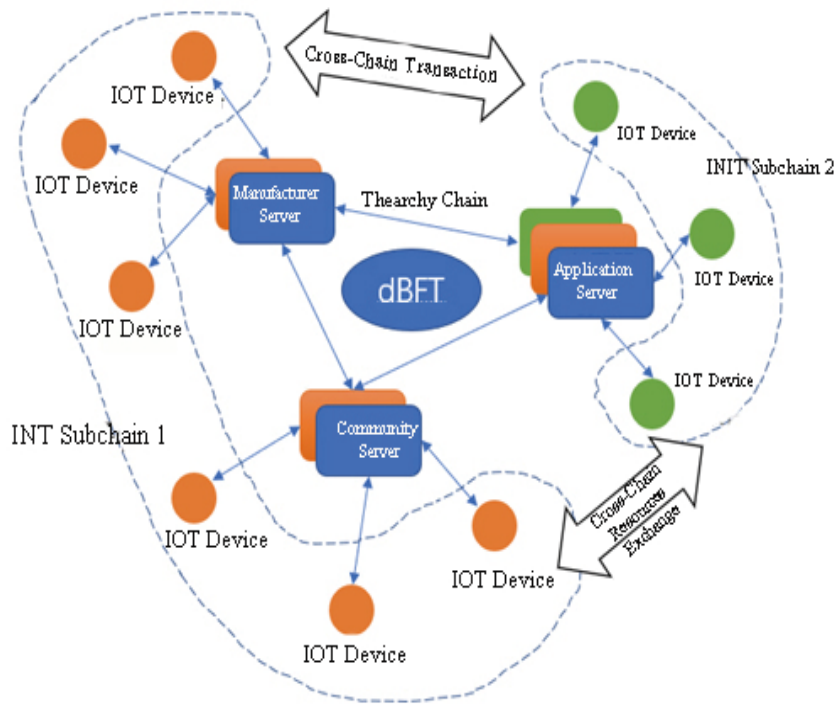 Cross-Chain Transaction
IOT Device
IOT Device
IOT Device
INIT Subchain 2
IOT Device
Manufacturer
Server
Thearchy Chain
Application
Server
dBFT
IOT Device
IOT Device
IOT Device
INT Subchain 1
Community
Server
Cross-Chain
Resources
Exchange
IOT Device
IOT Device
IOT Device